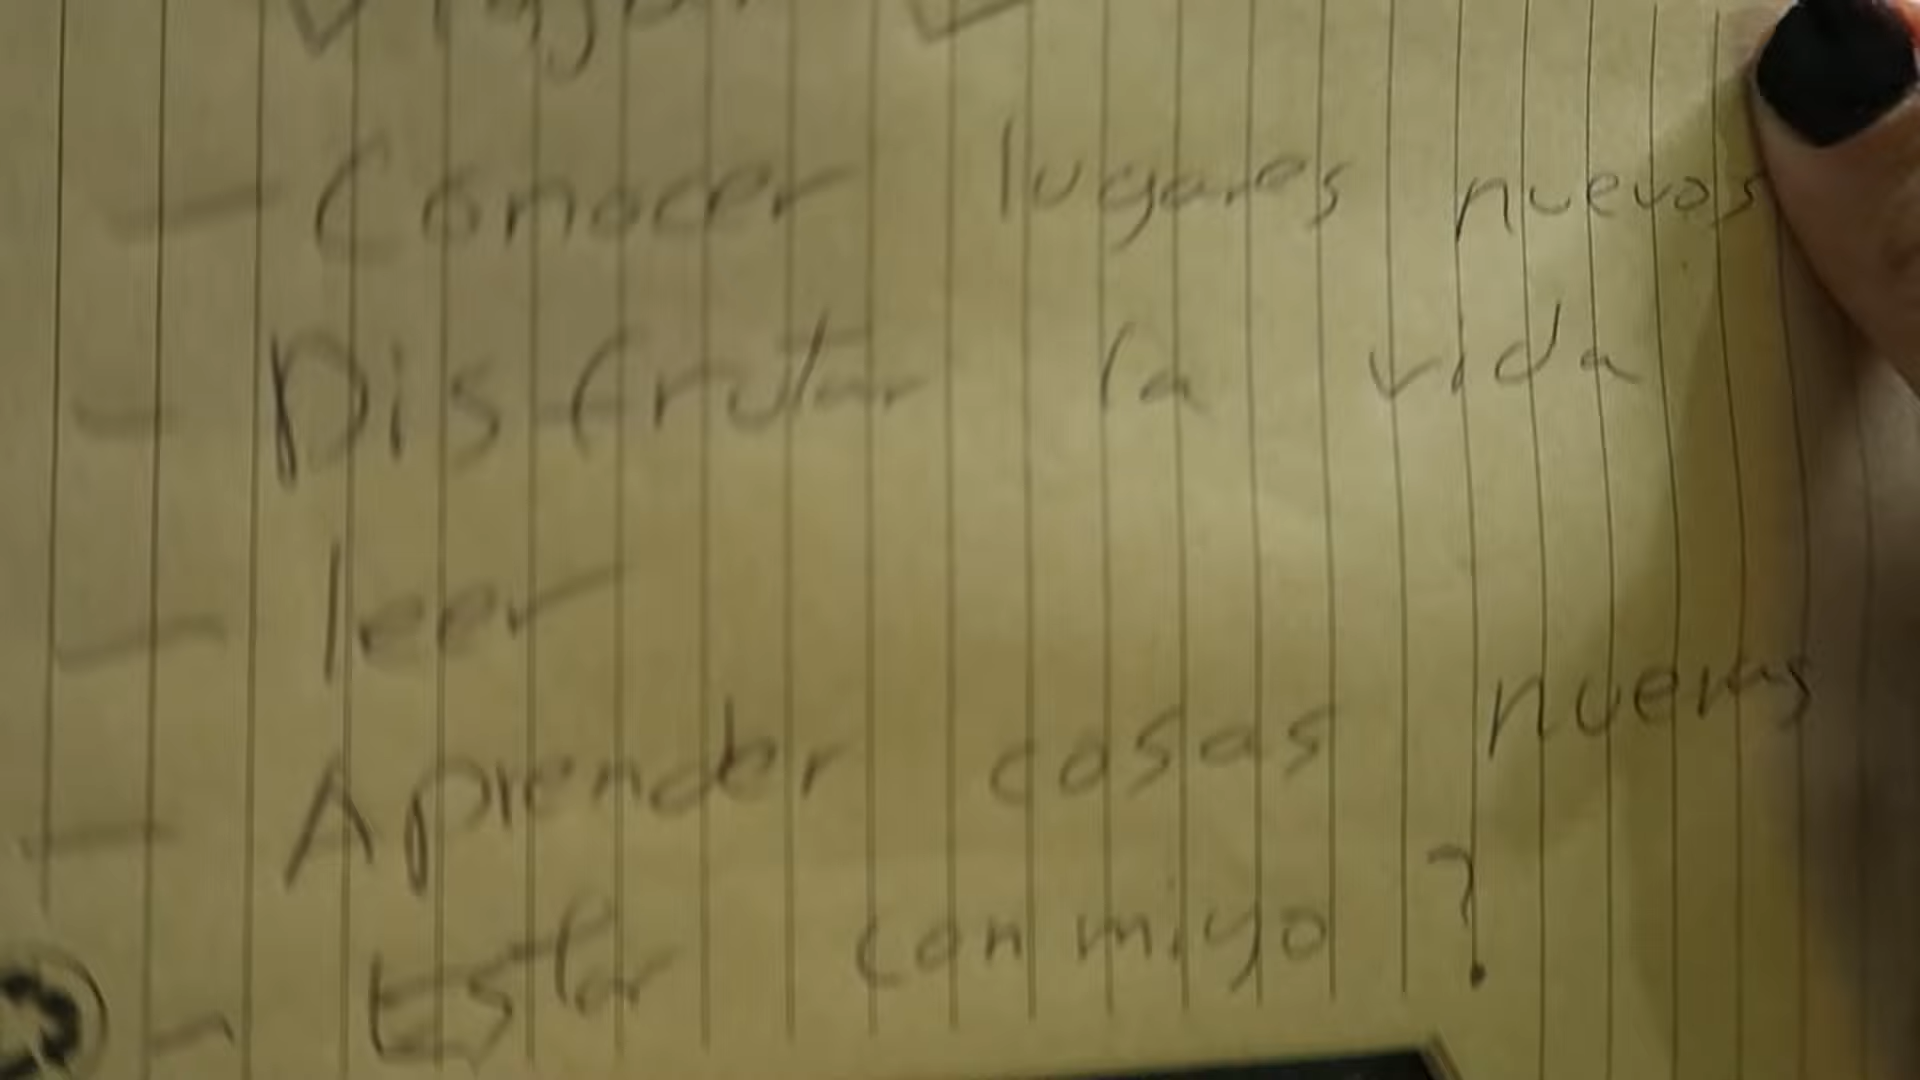 - Conocer lugares nuevos
- Disfrutar la vida
- leer
- Aprender cosas nuevas
- Estar conmigo ?